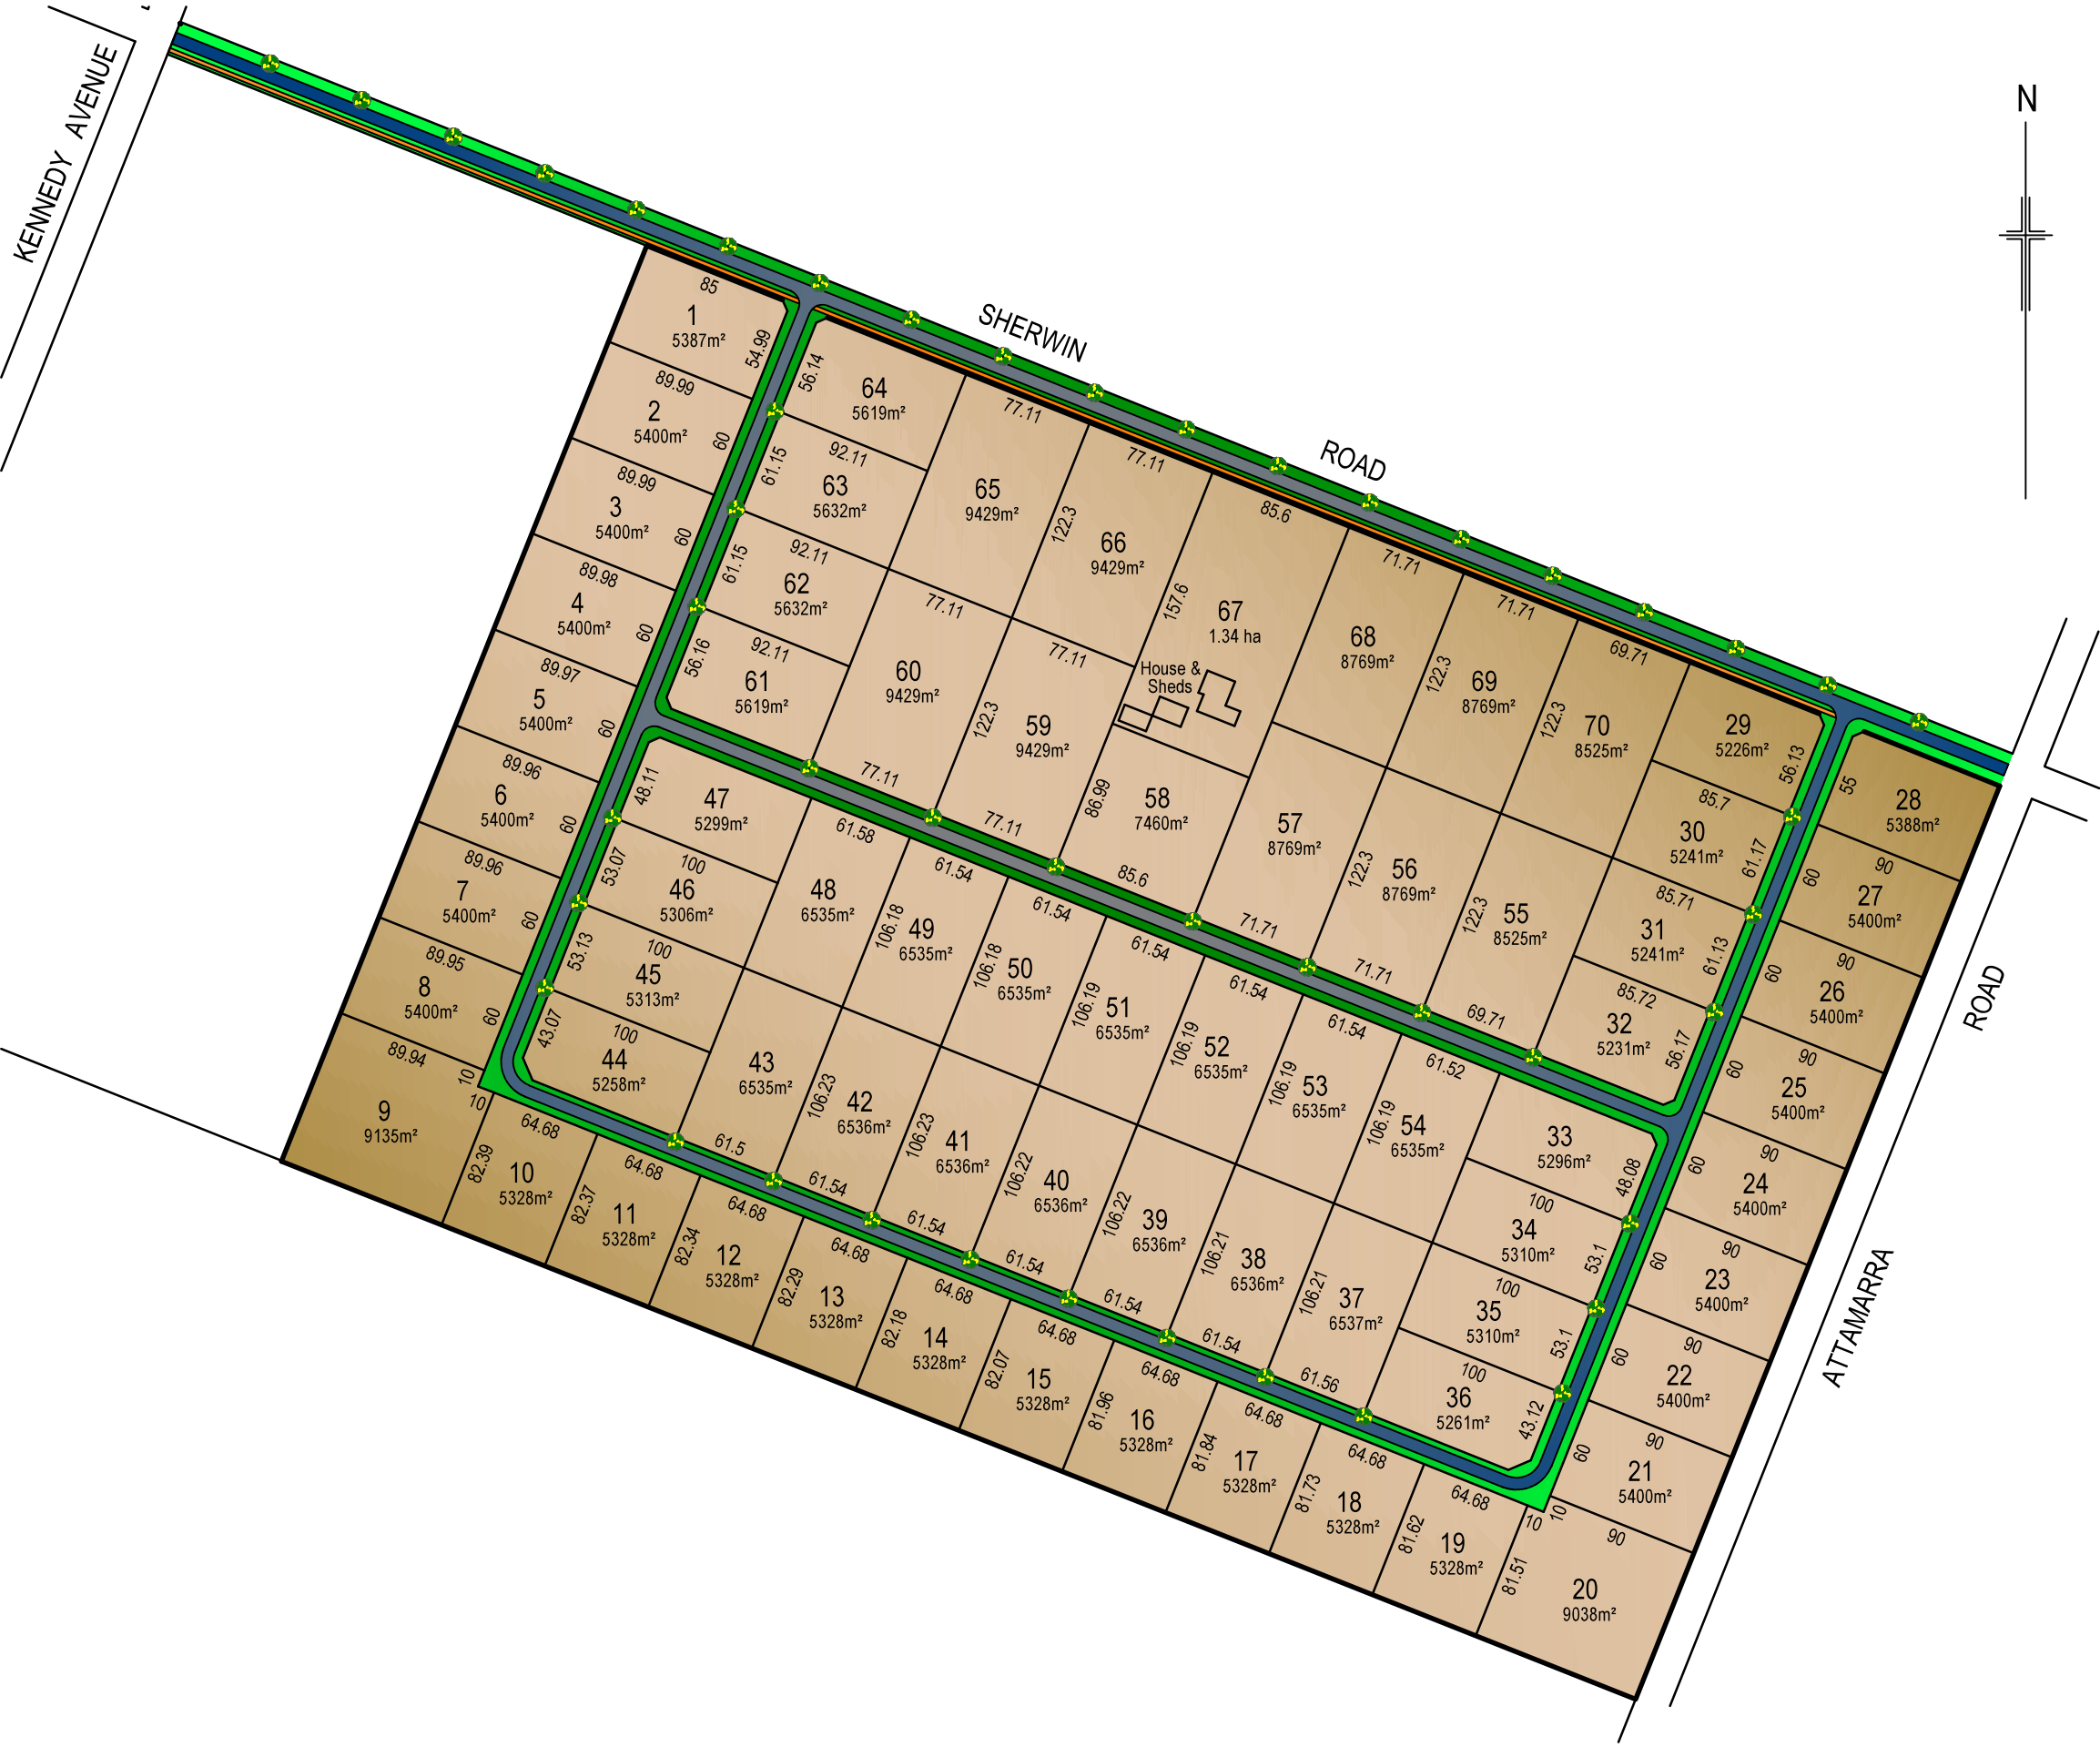 KENNEDY AVENUE
N
SHERWIN
ROAD
ROAD
ATTAMARRA
85
1
5387m²
54.99
89.99
2
5400m²
60
89.99
3
5400m²
60
89.98
4
5400m²
60
89.97
5
5400m²
60
89.96
6
5400m²
60
89.96
7
5400m²
60
89.95
8
5400m²
60
89.94
10
9
9135m²
10
64.68
82.39
10
5328m²
64.68
82.37
11
5328m²
64.68
82.34
12
5328m²
64.68
82.29
13
5328m²
64.68
82.18
14
5328m²
64.68
82.07
15
5328m²
64.68
81.96
16
5328m²
64.68
81.84
17
5328m²
64.68
81.73
18
5328m²
64.68
81.62
19
5328m²
10
10
81.51
90
20
9038m²
60
21
5400m²
90
60
22
5400m²
90
60
23
5400m²
90
60
24
5400m²
90
60
25
5400m²
90
60
26
5400m²
90
60
27
5400m²
90
55
28
5388m²
69.71
29
5226m²
56.13
85.7
30
5241m²
61.17
85.71
31
5241m²
61.13
85.72
32
5231m²
56.17
33
5296m²
48.08
100
34
5310m²
53.1
100
35
5310m²
53.1
100
36
5261m²
43.12
37
6537m²
61.56
106.21
38
6536m²
61.54
106.21
39
6536m²
61.54
106.22
40
6536m²
61.54
106.22
41
6536m²
61.54
106.23
42
6536m²
61.54
106.23
43
6535m²
61.5
44
5258m²
43.07
100
45
5313m²
53.13
100
46
5306m²
53.07
100
47
5299m²
48.11
61.58
48
6535m²
106.18
61.54
49
6535m²
106.18
61.54
50
6535m²
106.19
61.54
51
6535m²
106.19
61.54
52
6535m²
106.19
61.54
53
6535m²
106.19
61.52
54
6535m²
55
8525m²
69.71
122.3
56
8769m²
71.71
122.3
57
8769m²
71.71
58
7460m²
85.6
86.99
59
9429m²
77.11
77.11
122.3
60
9429m²
77.11
77.11
61
5619m²
56.16
92.11
62
5632m²
61.15
92.11
63
5632m²
61.15
92.11
64
5619m²
56.14
77.11
65
9429m²
122.3
77.11
66
9429m²
157.6
85.6
67
1.34 ha
House &
Sheds
71.71
68
8769m²
122.3
71.71
69
8769m²
122.3
70
8525m²